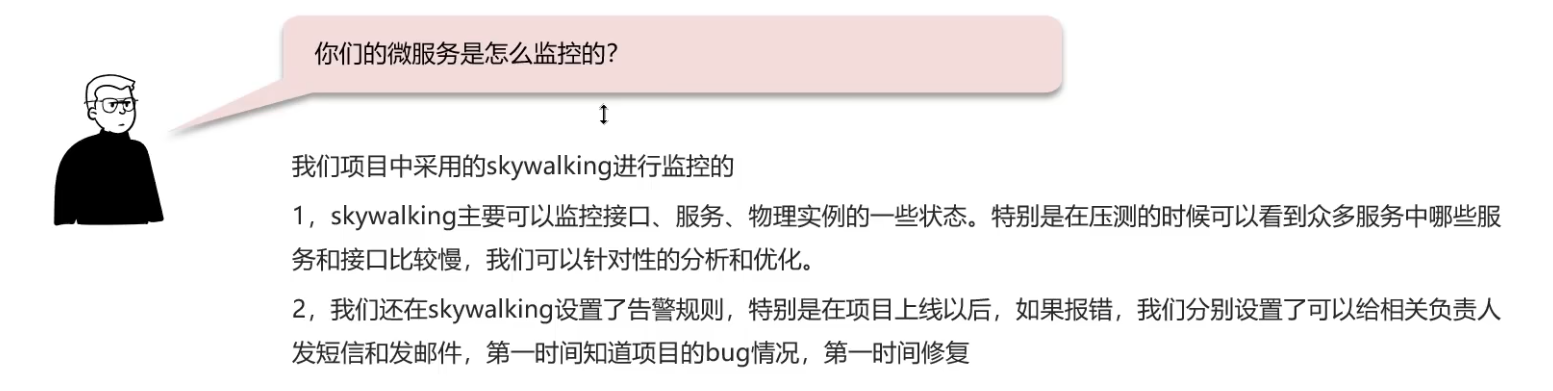 你们的微服务是怎么监控的？
我们项目中采用的skywalking进行监控的
1，skywalking主要可以监控接口、服务、物理实例的一些状态。特别是在压测的时候可以看到众多服务中哪些服
务和接口比较慢，我们可以针对性的分析和优化。
2，我们还在skywalking设置了告警规则，特别是在项目上线以后，如果报错，我们分别设置了可以给相关负责人
发短信和发邮件，第一时间知道项目的bug情况，第一时间修复